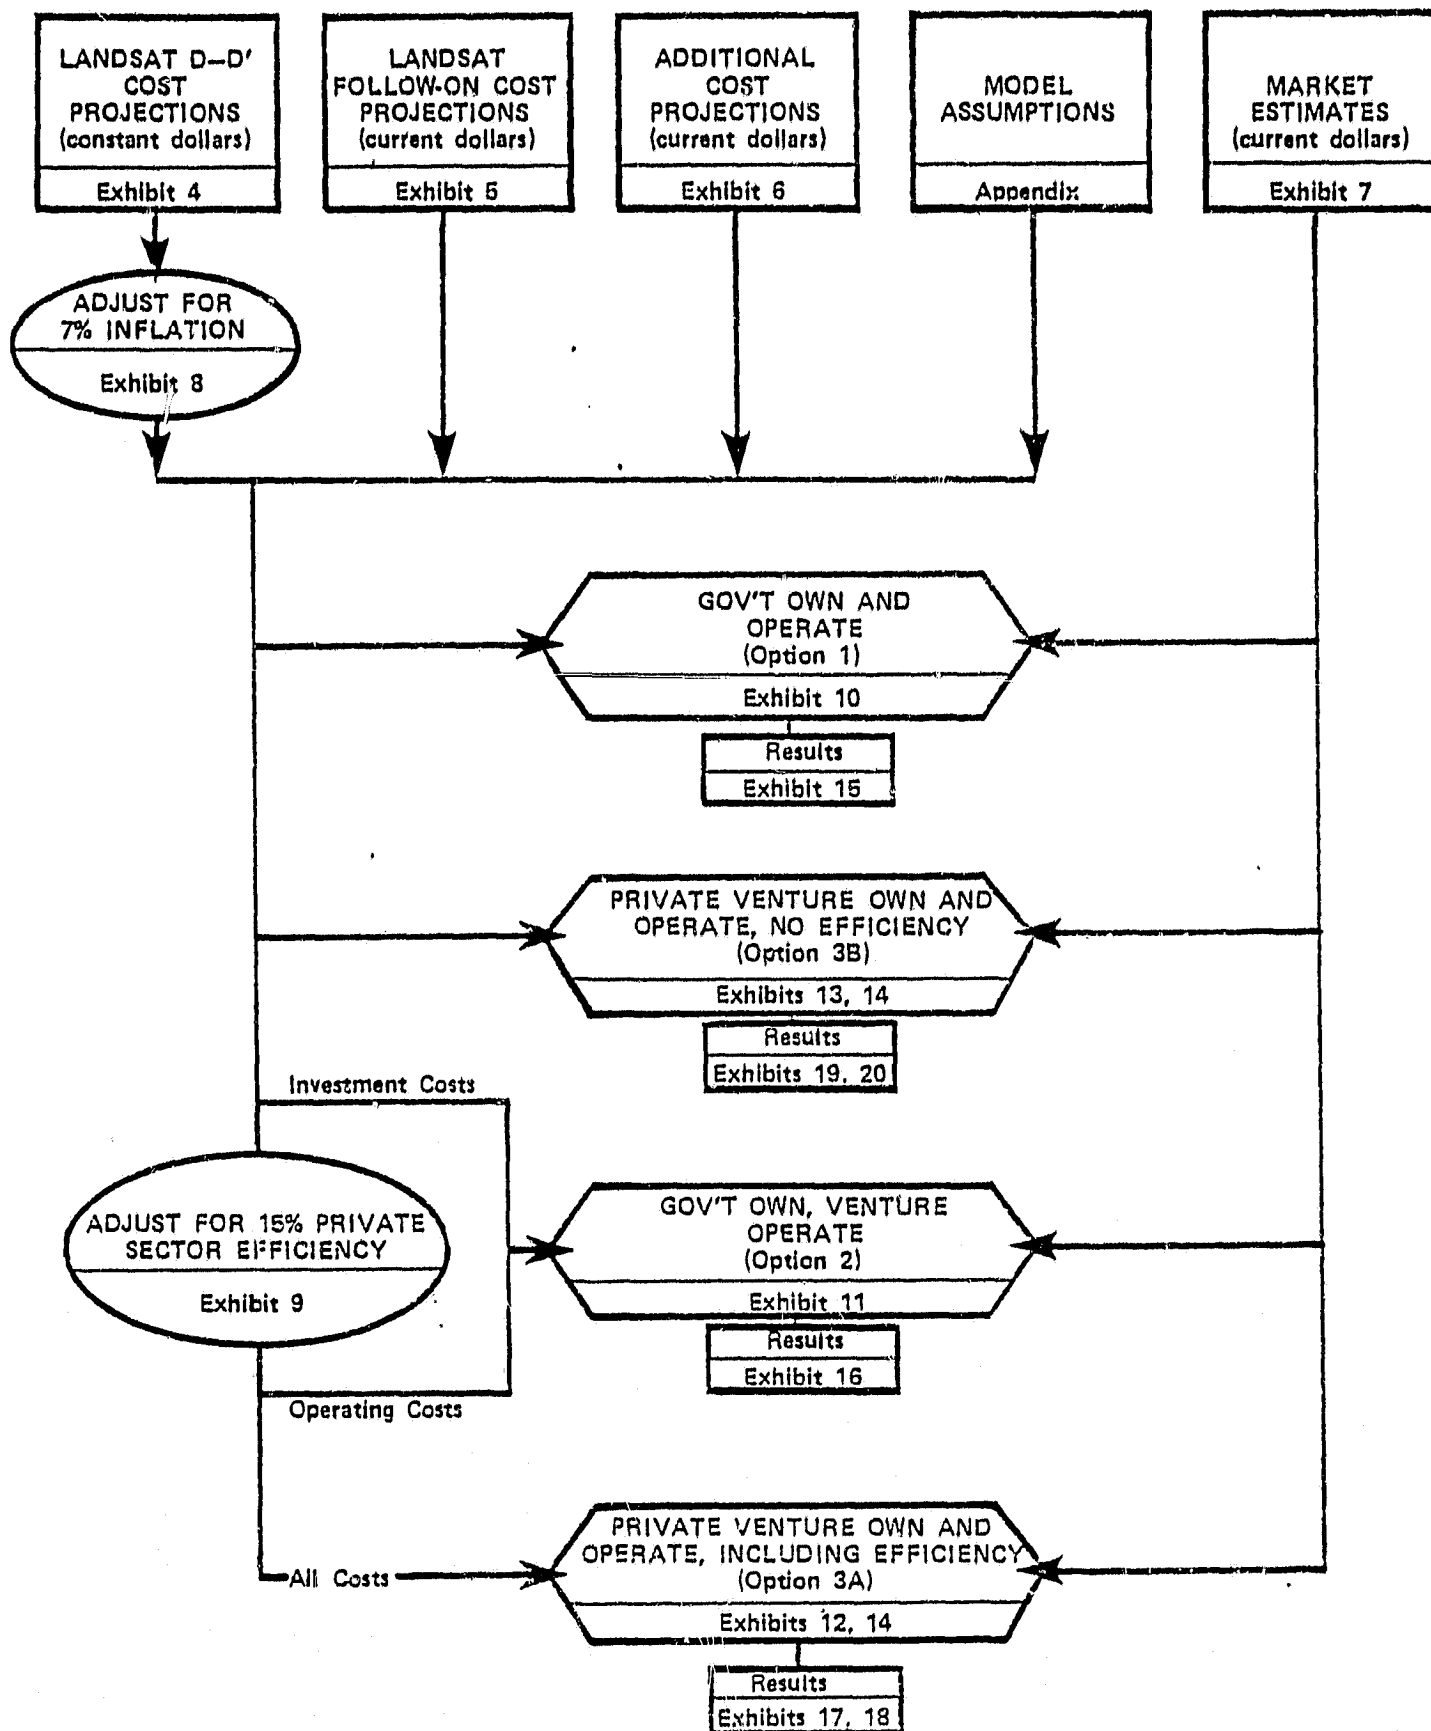 LANDSAT D–D'
COST
PROJECTIONS
(constant dollars)
Exhibit 4
LANDSAT
FOLLOW-ON COST
PROJECTIONS
(current dollars)
Exhibit 5
ADDITIONAL
COST
PROJECTIONS
(current dollars)
Exhibit 6
MODEL
ASSUMPTIONS
Appendix
MARKET
ESTIMATES
(current dollars)
Exhibit 7
ADJUST FOR
7% INFLATION
Exhibit 8
GOV'T OWN AND
OPERATE
(Option 1)
Exhibit 10
Results
Exhibit 15
PRIVATE VENTURE OWN AND
OPERATE, NO EFFICIENCY
(Option 3B)
Exhibits 13, 14
Results
Exhibits 19, 20
Investment Costs
ADJUST FOR 15% PRIVATE
SECTOR EFFICIENCY
Exhibit 9
GOV'T OWN, VENTURE
OPERATE
(Option 2)
Exhibit 11
Results
Exhibit 16
Operating Costs
All Costs
PRIVATE VENTURE OWN AND
OPERATE, INCLUDING EFFICIENCY
(Option 3A)
Exhibits 12, 14
Results
Exhibits 17, 18